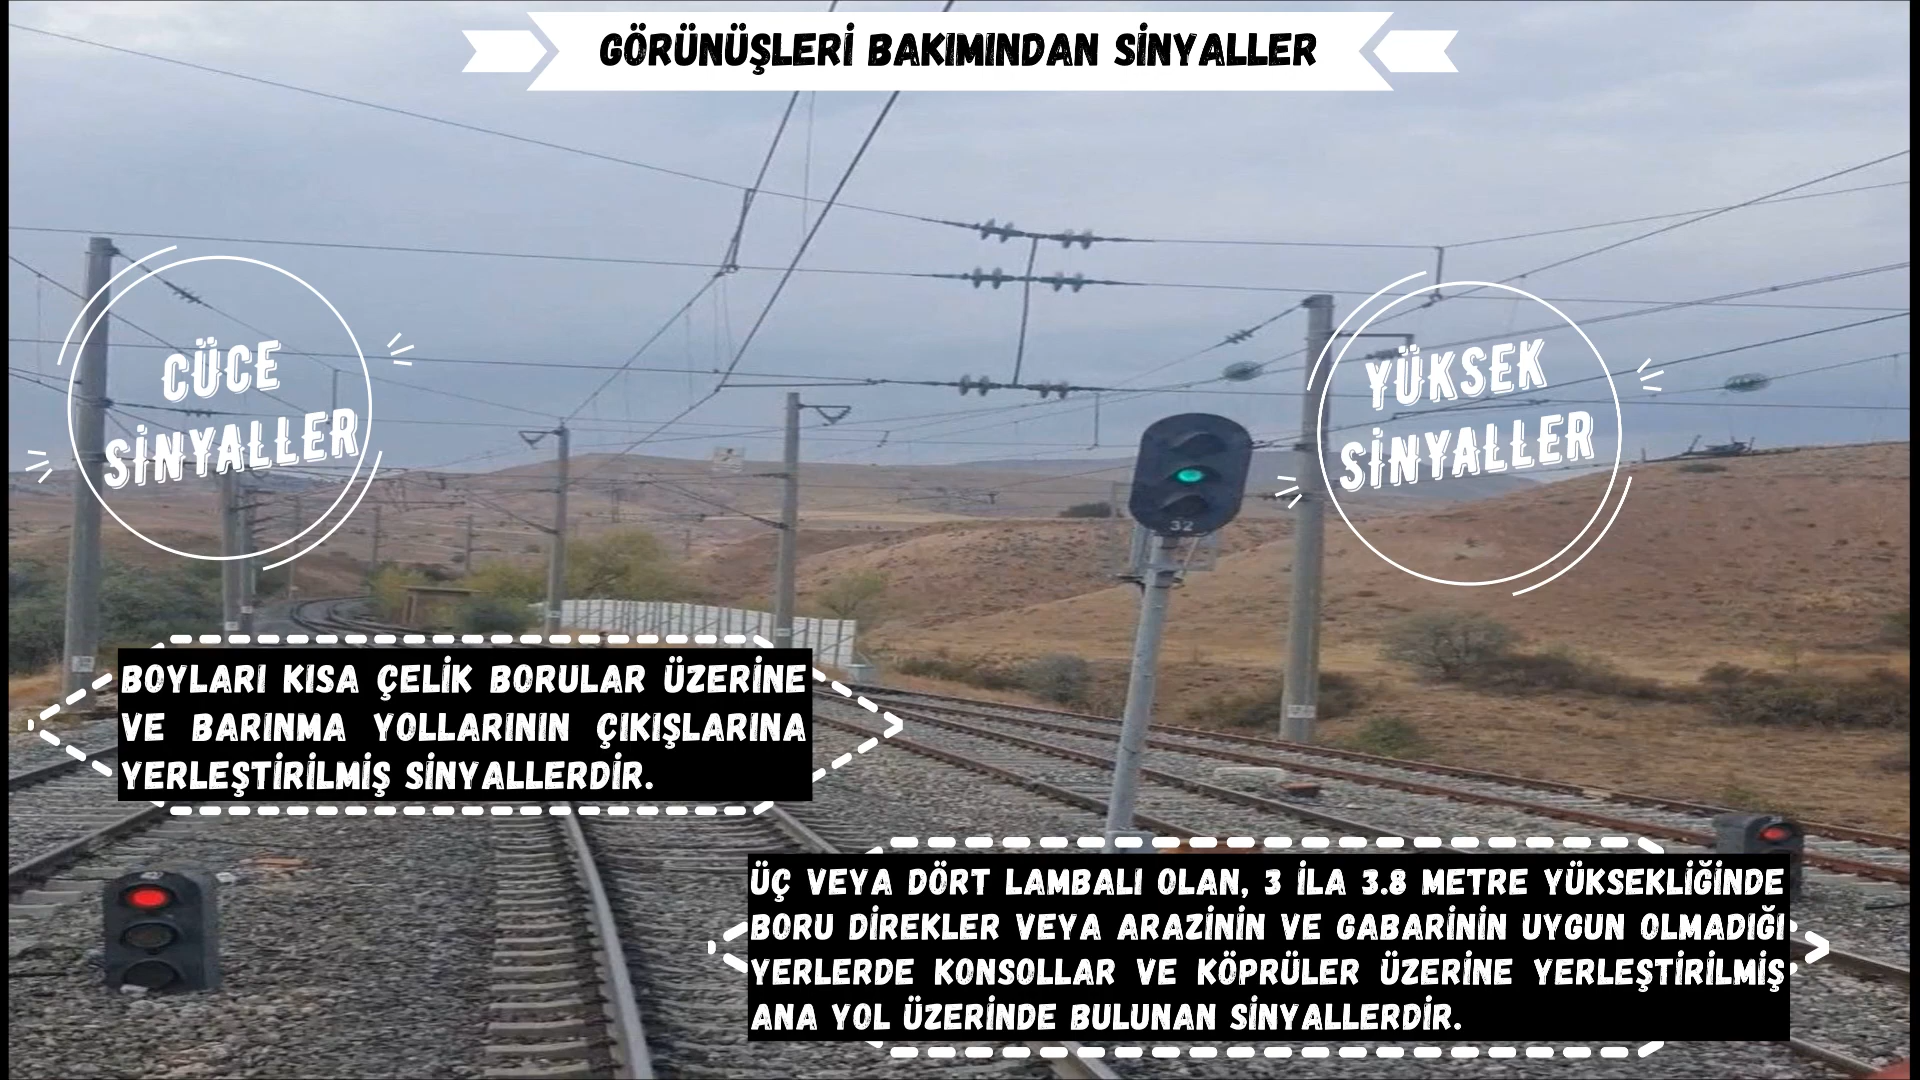 GÖRÜNÜŞLERİ BAKIMINDAN SİNYALLER
CÜCE
SİNYALLER
YÜKSEK
SİNYALLER
32
BOYLARI KISA ÇELİK BORULAR ÜZERİNE
VE BARINMA YOLLARININ ÇIKIŞLARINA
YERLEŞTİRİLMİŞ SİNYALLERDİR.
ÜÇ VEYA DÖRT LAMBALI OLAN, 3 İLA 3.8 METRE YÜKSEKLİĞİNDE
BORU DİREKLER VEYA ARAZİNİN VE GABARİNİN UYGUN OLMADIĞI
YERLERDE KONSOLLAR VE KÖPRÜLER ÜZERİNE YERLEŞTİRİLMİŞ
ANA YOL ÜZERİNDE BULUNAN SİNYALLERDİR.